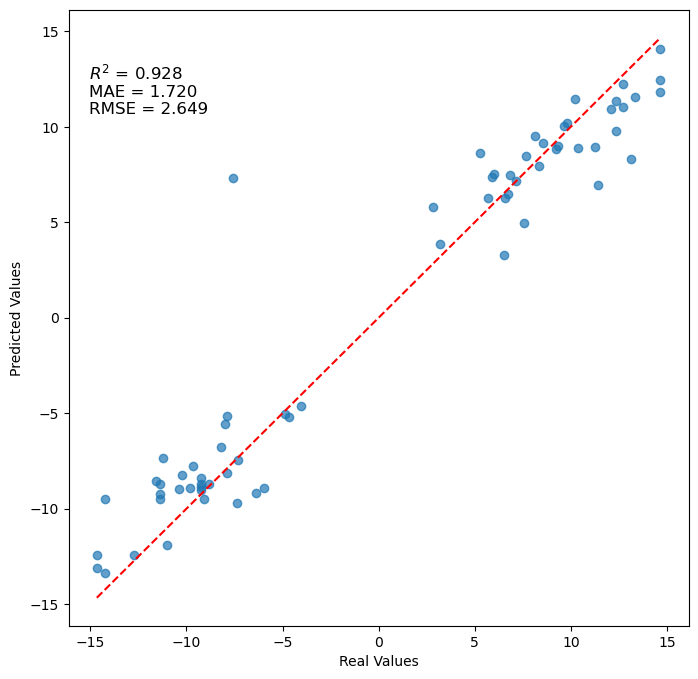 R² = 0.928
MAE = 1.720
RMSE = 2.649
15
10
5
0
−5
−10
−15
Predicted Values
−15 −10 −5 0 5 10 15
Real Values